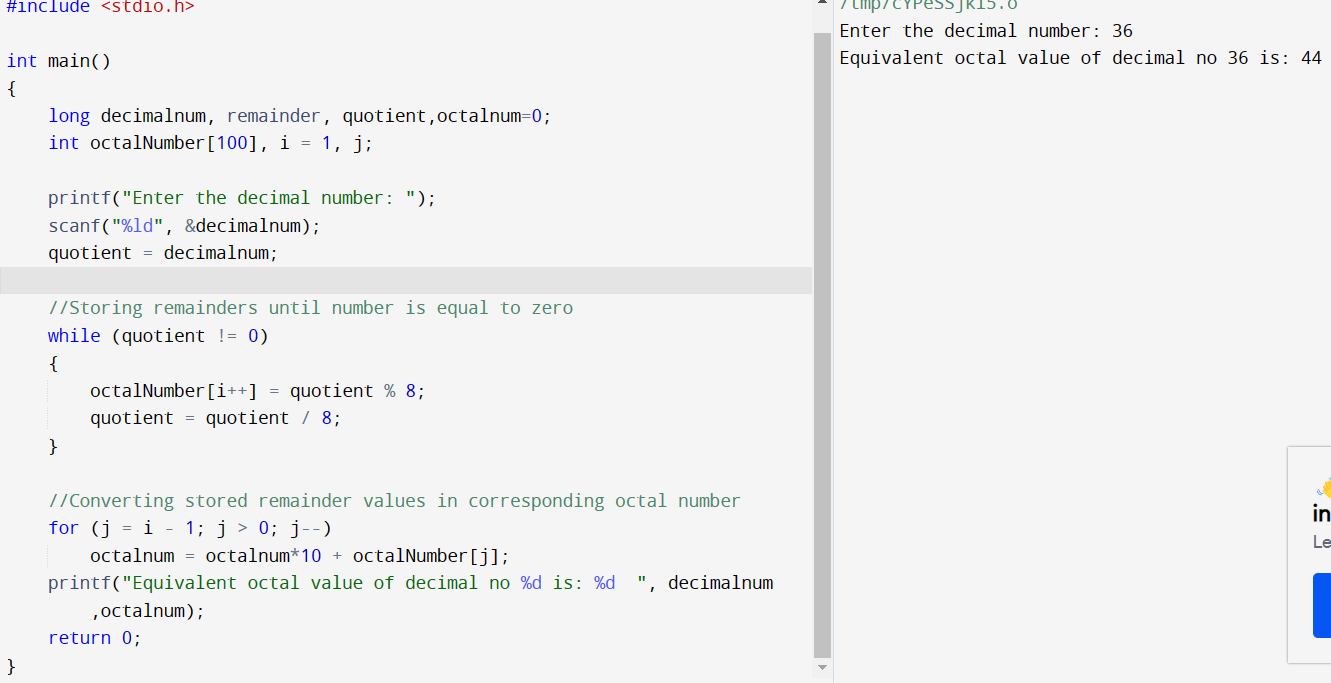 #include <stdio.h>
int main()
{
    long decimalnum, remainder, quotient,octalnum=0;
    int octalNumber[100], i = 1, j;
    printf("Enter the decimal number: ");
    scanf("%ld", &decimalnum);
    quotient = decimalnum;
    //Storing remainders until number is equal to zero
    while (quotient != 0)
    {
        octalNumber[i++] = quotient % 8;
        quotient = quotient / 8;
    }
    //Converting stored remainder values in corresponding octal number
    for (j = i - 1; j > 0; j--)
        octalnum = octalnum*10 + octalNumber[j];
    printf("Equivalent octal value of decimal no %d is: %d  ", decimalnum
        ,octalnum);
    return 0;
}
Enter the decimal number: 36
Equivalent octal value of decimal no 36 is: 44
in
Le